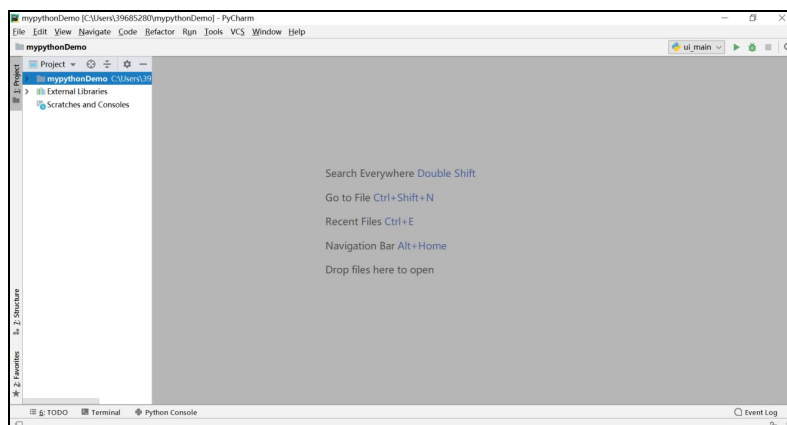 mypythonDemo [C:\Users\39685280\mypythonDemo] - PyCharm
File Edit View Navigate Code Refactor Run Tools VCS Window Help
mypythonDemo
ui_main
Project
mypythonDemo C:\Users\39
External Libraries
Scratches and Consoles
1: Project
Search Everywhere Double Shift
Go to File Ctrl+Shift+N
Recent Files Ctrl+E
Navigation Bar Alt+Home
Drop files here to open
Z: Structure
2: Favorites
6: TODO Terminal Python Console
Event Log